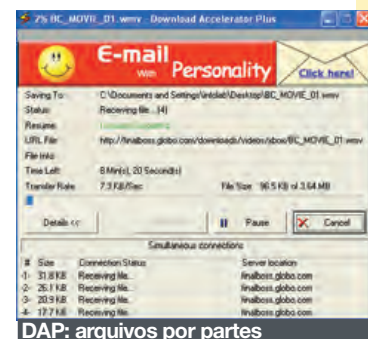 2% BC_MOVIE_01.wmv - Download Accelerator Plus
E-mail
With Personality
Click here!
Saving To: C:\Documents and Settings\infolab\Desktop\BC_MOVIE_01.wmv
Status: Receiving file... (4)
Resume:
URL File: http://finalboss.globo.com/downloads/videos/xbox/BC_MOVIE_01.wmv
File Info:
Time Left: 8 Min(s), 20 Second(s)
Transfer Rate: 7.3 KB/Sec File Size 96.5 KB of 3.64 MB
Details << Pause Cancel
Simultaneous connections
# Size Connection Status Server location
-1- 31.8 KB Receiving file... finalboss.globo.com
-2- 26.1 KB Receiving file... finalboss.globo.com
-3- 20.9 KB Receiving file... finalboss.globo.com
-4- 17.7 KB Receiving file... finalboss.globo.com
DAP: arquivos por partes